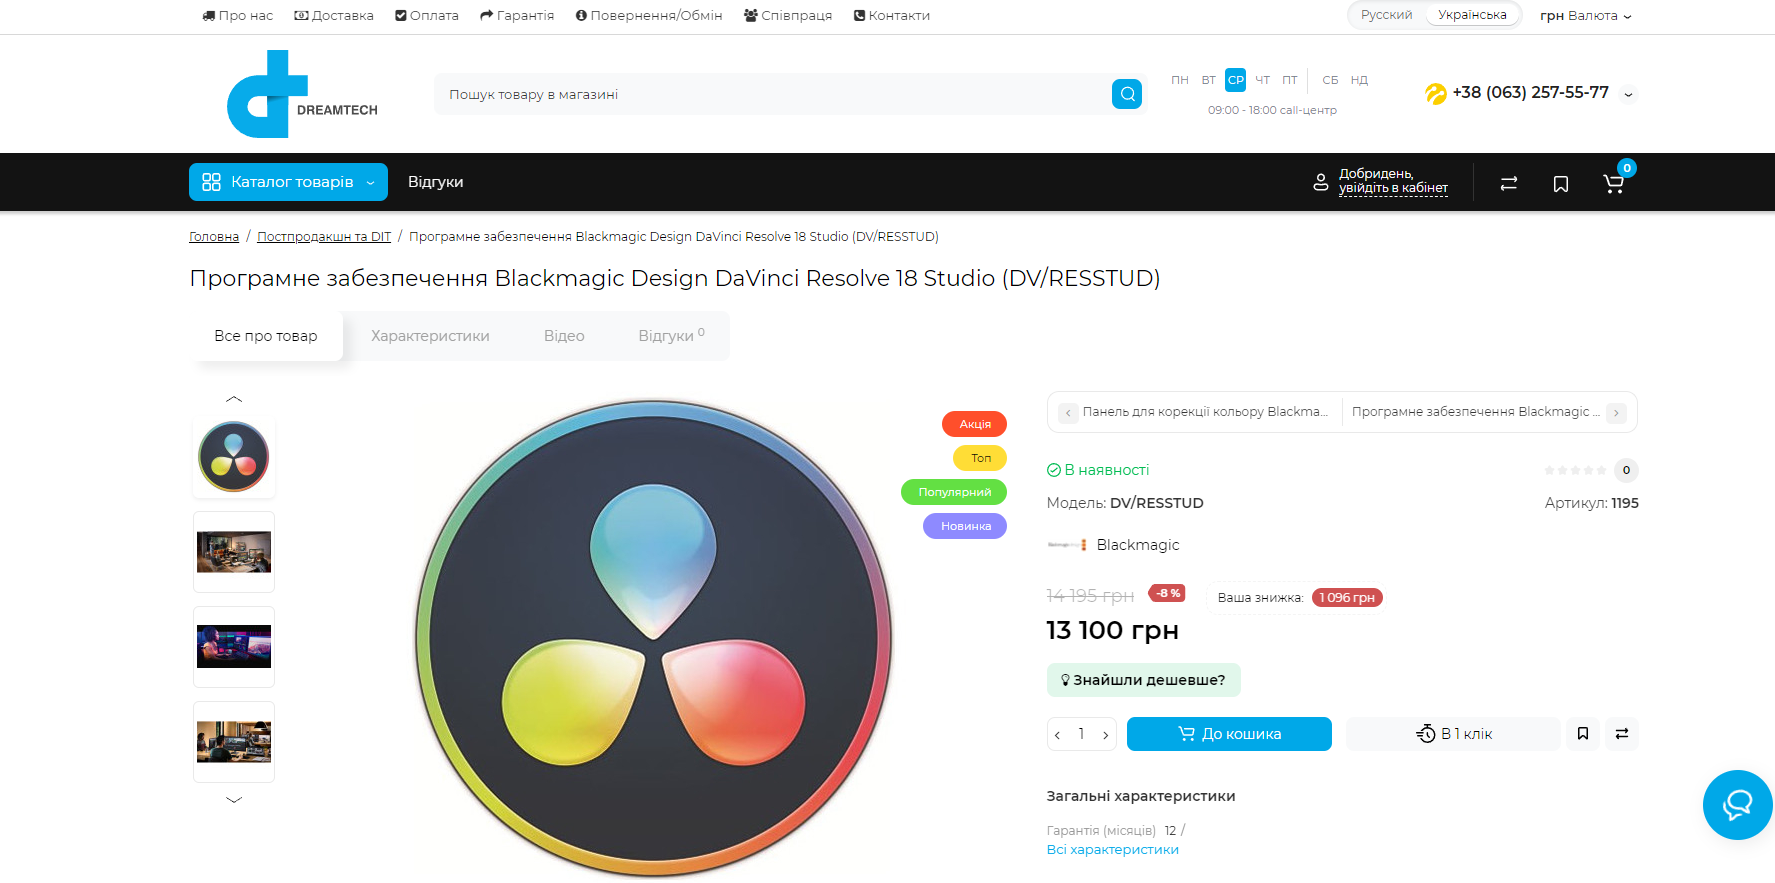 Про нас Доставка Оплата Гарантія Повернення/Обмін Співпраця Контакти Русский Українська грн Валюта
DREAMTECH
Пошук товару в магазині
ПН ВТ СР ЧТ ПТ СБ НД
09:00 - 18:00 call-центр
+38 (063) 257-55-77
Каталог товарів Відгуки
Добридень,
увійдіть в кабінет
0
Головна / Постпродакшн та DIT / Програмне забезпечення Blackmagic Design DaVinci Resolve 18 Studio (DV/RESSTUD)
Програмне забезпечення Blackmagic Design DaVinci Resolve 18 Studio (DV/RESSTUD)
Все про товар Характеристики Відео Відгуки 0
Акція
Топ
Популярний
Новинка
Панель для корекції кольору Blackma... Програмне забезпечення Blackmagic ...
В наявності 0
Модель: DV/RESSTUD Артикул: 1195
Blackmagic
14 195 грн -8 % Ваша знижка: 1 096 грн
13 100 грн
Знайшли дешевше?
1 До кошика В 1 клік
Загальні характеристики
Гарантія (місяців) 12 /
Всі характеристики